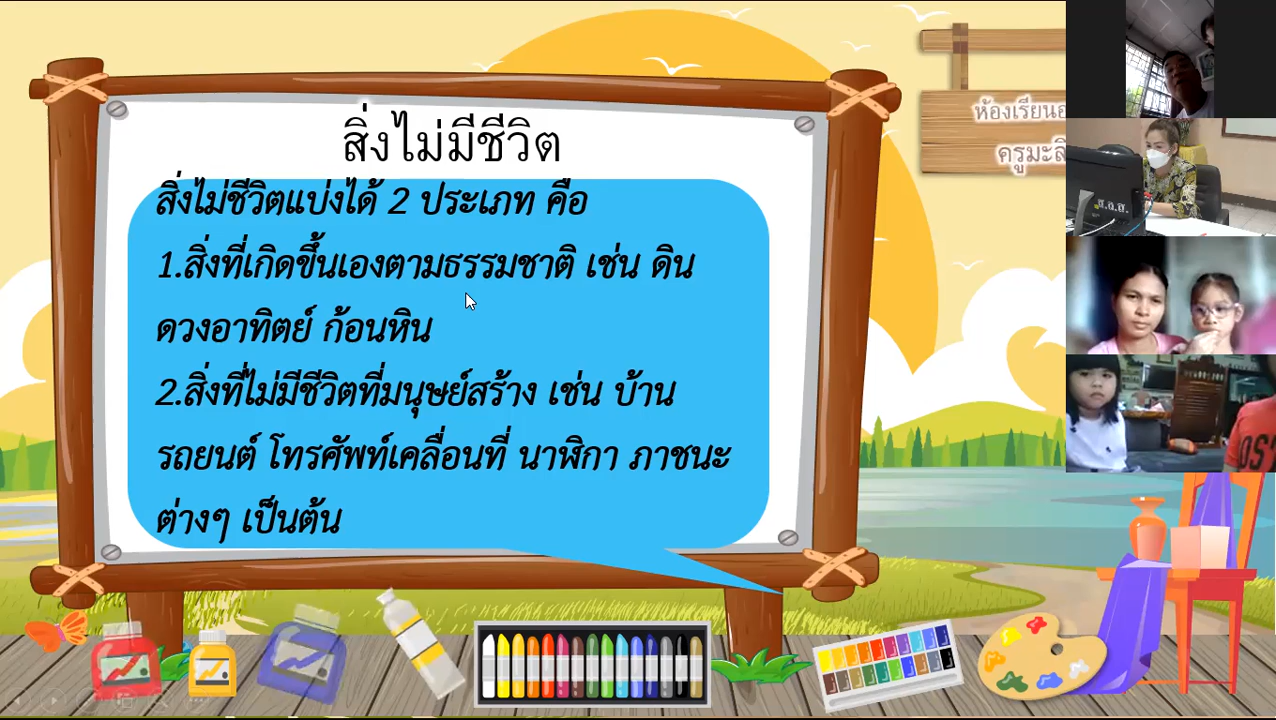 สิ่งไม่มีชีวิต
สิ่งไม่ชีวิตแบ่งได้ 2 ประเภท คือ
1.สิ่งที่เกิดขึ้นเองตามธรรมชาติ เช่น ดิน
ดวงอาทิตย์ ก้อนหิน
2.สิ่งที่ไม่มีชีวิตที่มนุษย์สร้าง เช่น บ้าน
รถยนต์ โทรศัพท์เคลื่อนที่ นาฬิกา ภาชนะ
ต่างๆ เป็นต้น
ห้องเรียน
ส.อ.ส.